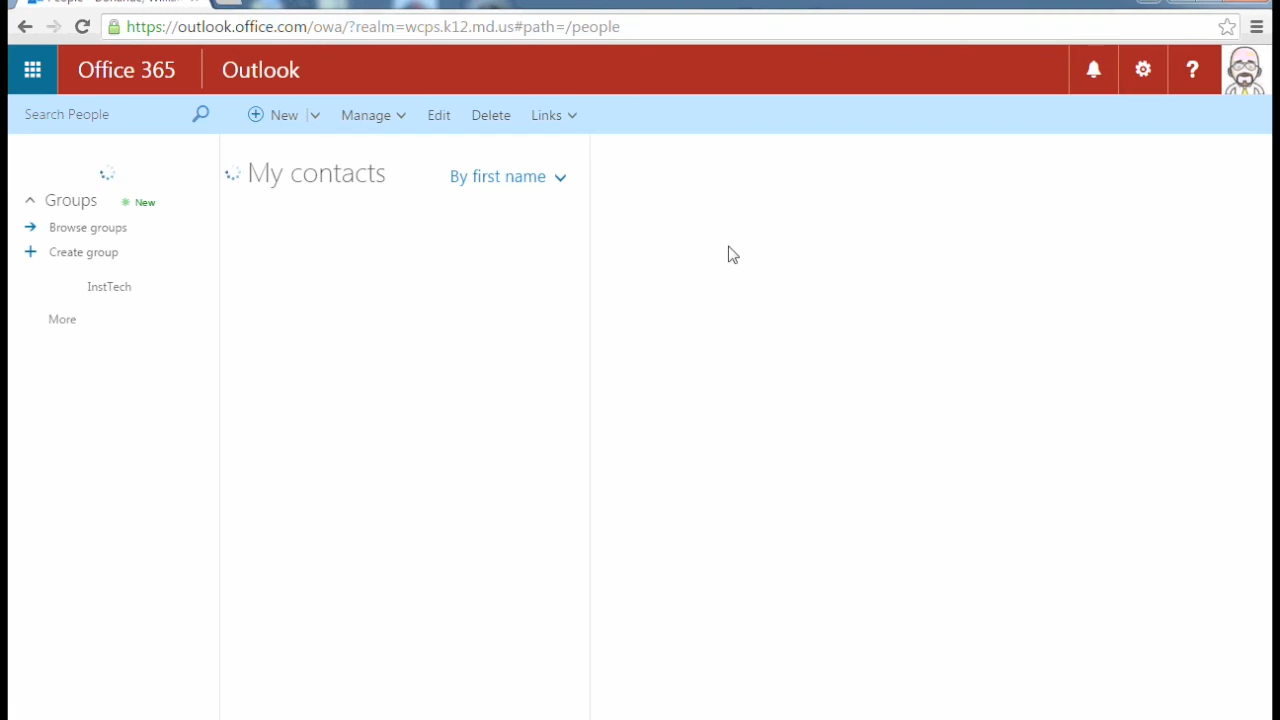 https://outlook.office.com/owa/?realm=wcps.k12.md.us#path=/people
Office 365 Outlook ?
Search People New Manage Edit Delete Links
My contacts By first name
Groups New
Browse groups
Create group
InstTech
More